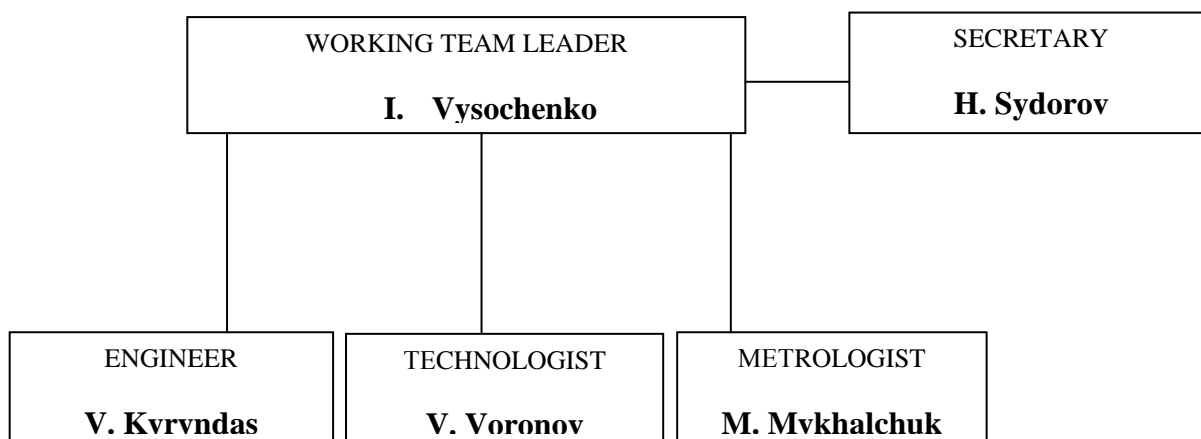 WORKING TEAM LEADER
I. Vysochenko
SECRETARY
H. Sydorov
ENGINEER
V. Kyryndas
TECHNOLOGIST
V. Voronov
METROLOGIST
M. Mykhalchuk